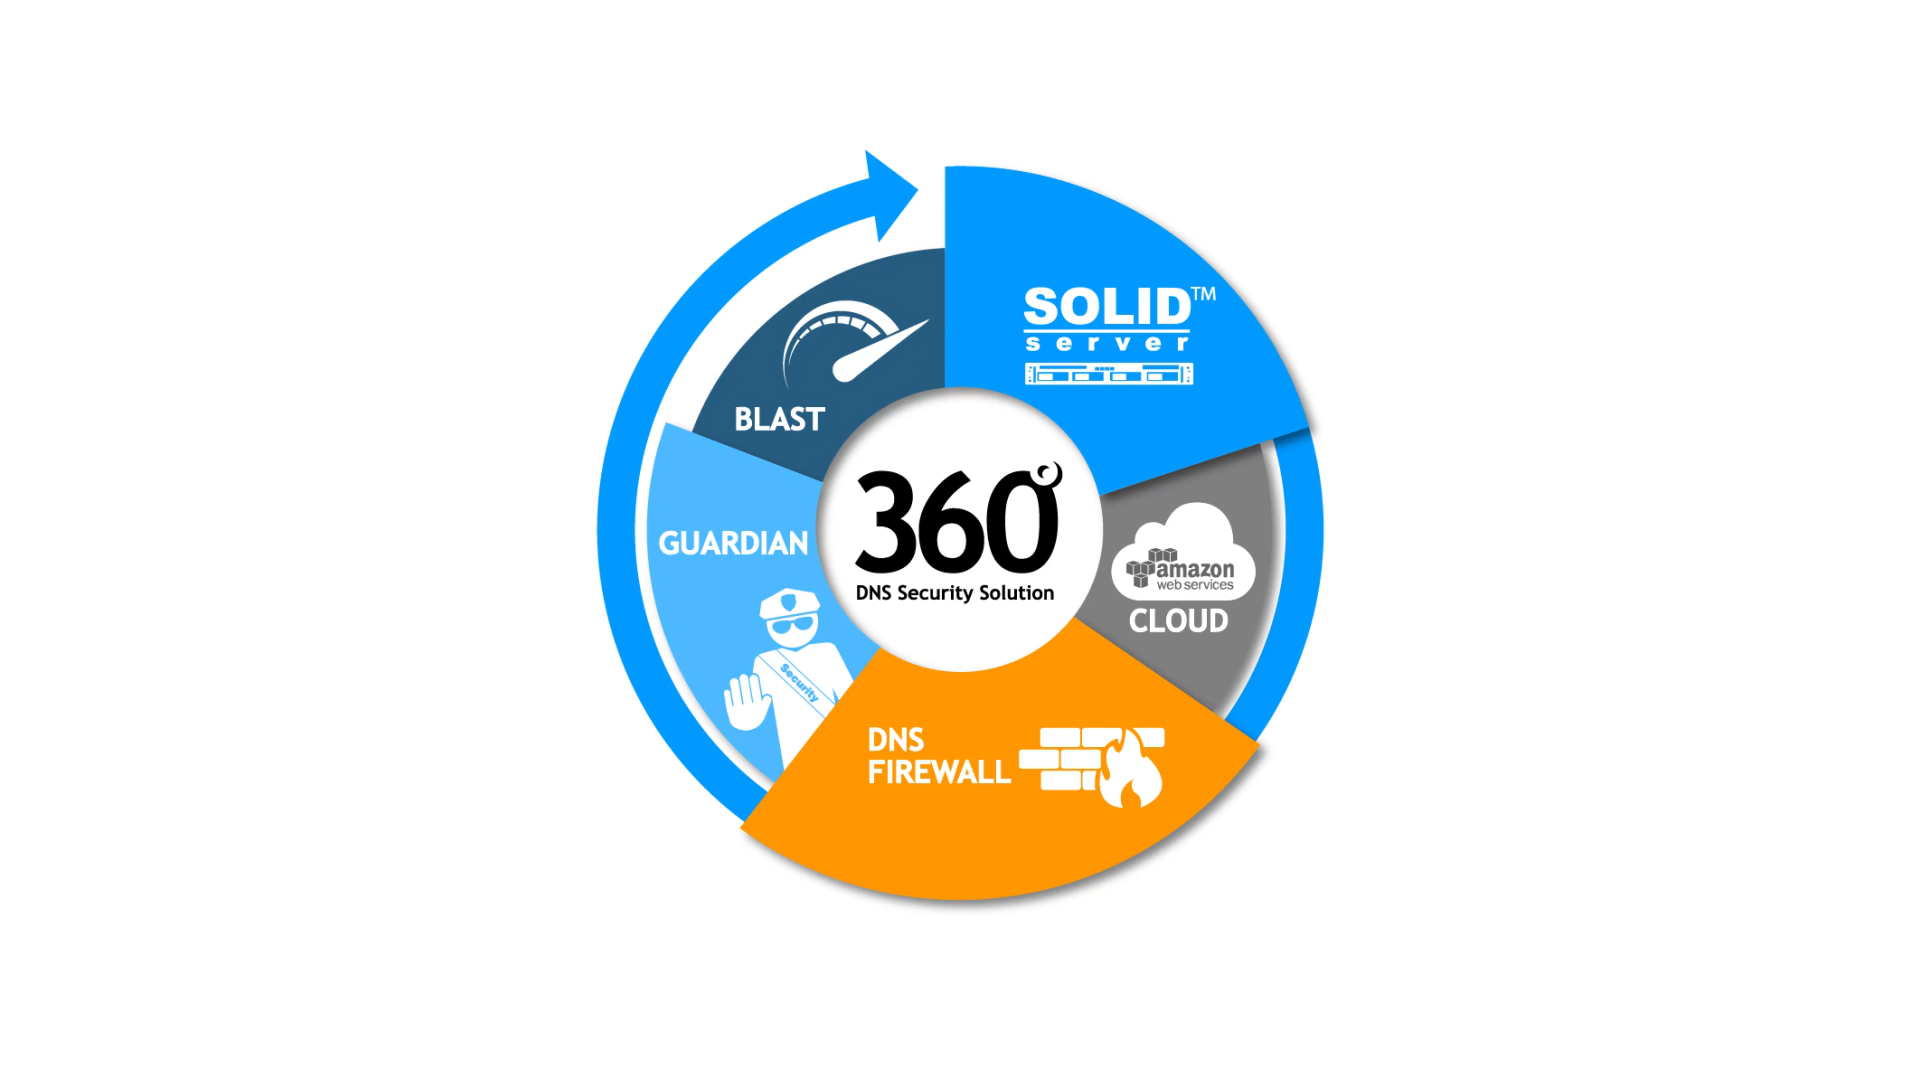 SOLID™
server
BLAST
360°
DNS Security Solution
GUARDIAN
amazon
web services
CLOUD
Security
DNS
FIREWALL